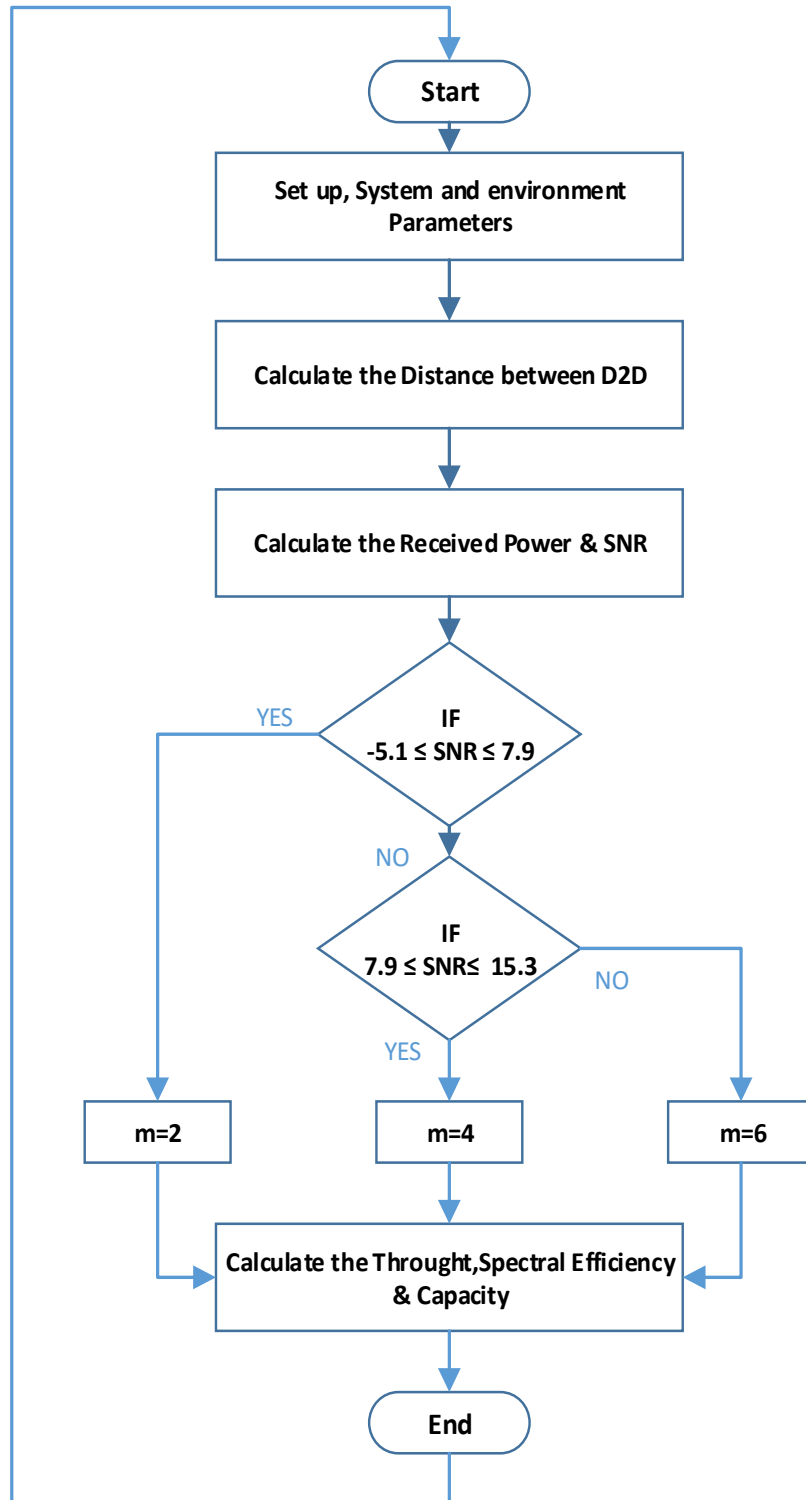 Start
Set up, System and environment
Parameters
Calculate the Distance between D2D
Calculate the Received Power & SNR
YES
IF
-5.1 ≤ SNR ≤ 7.9
NO
IF
7.9 ≤ SNR≤ 15.3
NO
YES
m=2
m=4
m=6
Calculate the Throught,Spectral Efficiency
& Capacity
End